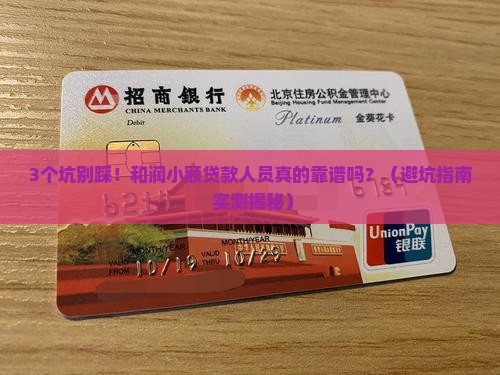 招商银行
CHINA MERCHANTS BANK
Debit
北京住房公积金管理中心
Beijing Housing Fund Management Center
Platinum 金葵花卡
3个坑别踩！和润小额贷款人员真的靠谱吗？（避坑指南
实测揭秘）
MONTH/YEAR MONTH/YEAR
VALID FROM 10/19 VALID THRU 10/29
UnionPay
银联